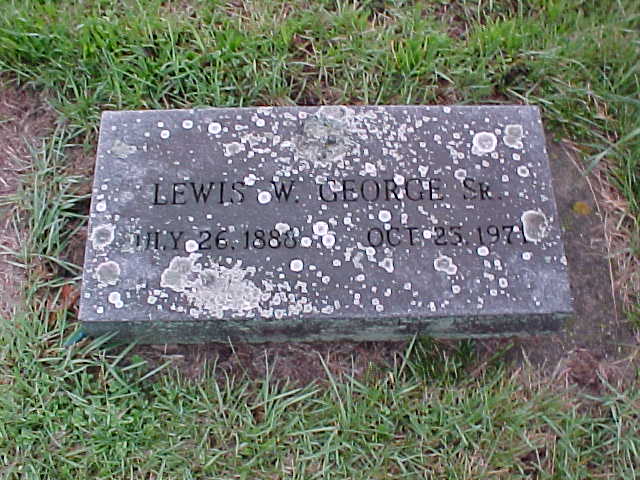 LEWIS W. GEORGE SR.
JULY 26, 1888 OCT 25, 1971